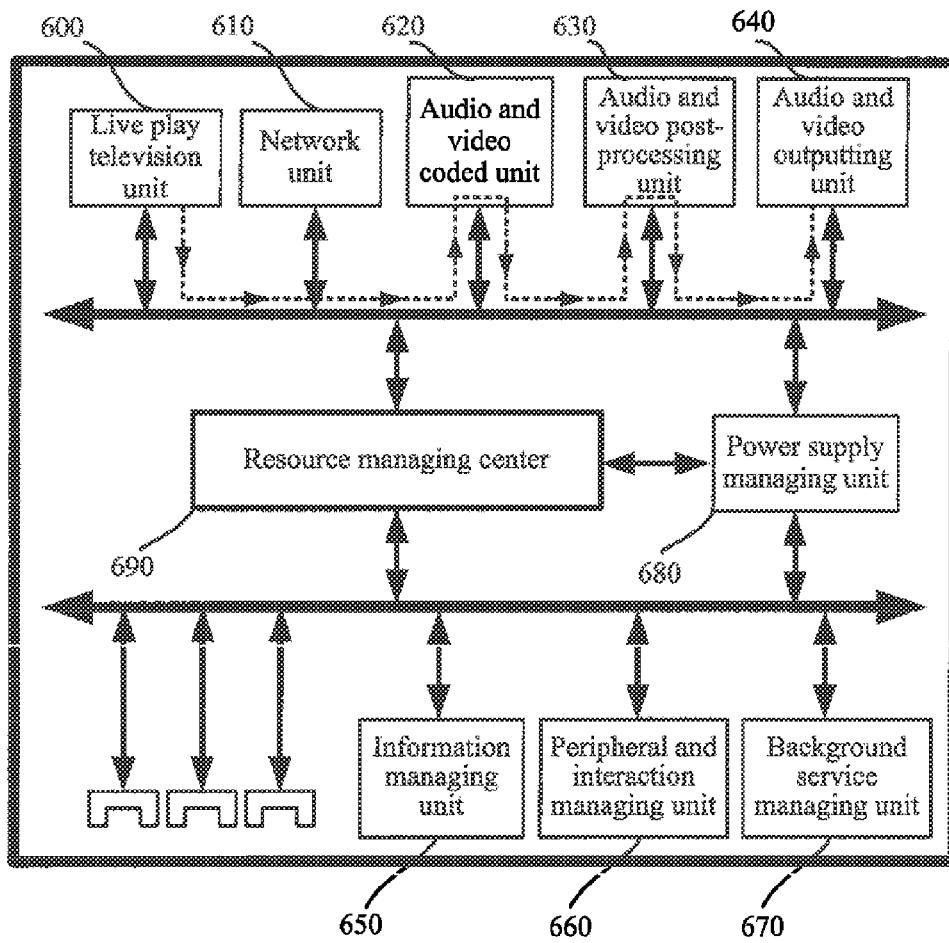 600
610
620
630
640
Live play
television
unit
Network
unit
Audio and
video
coded unit
Audio and
video post-
processing
unit
Audio and
video
outputting
unit
Resource managing center
Power supply
managing unit
690
680
Information
managing
unit
Peripheral and
interaction
managing unit
Background
service
managing unit
650
660
670